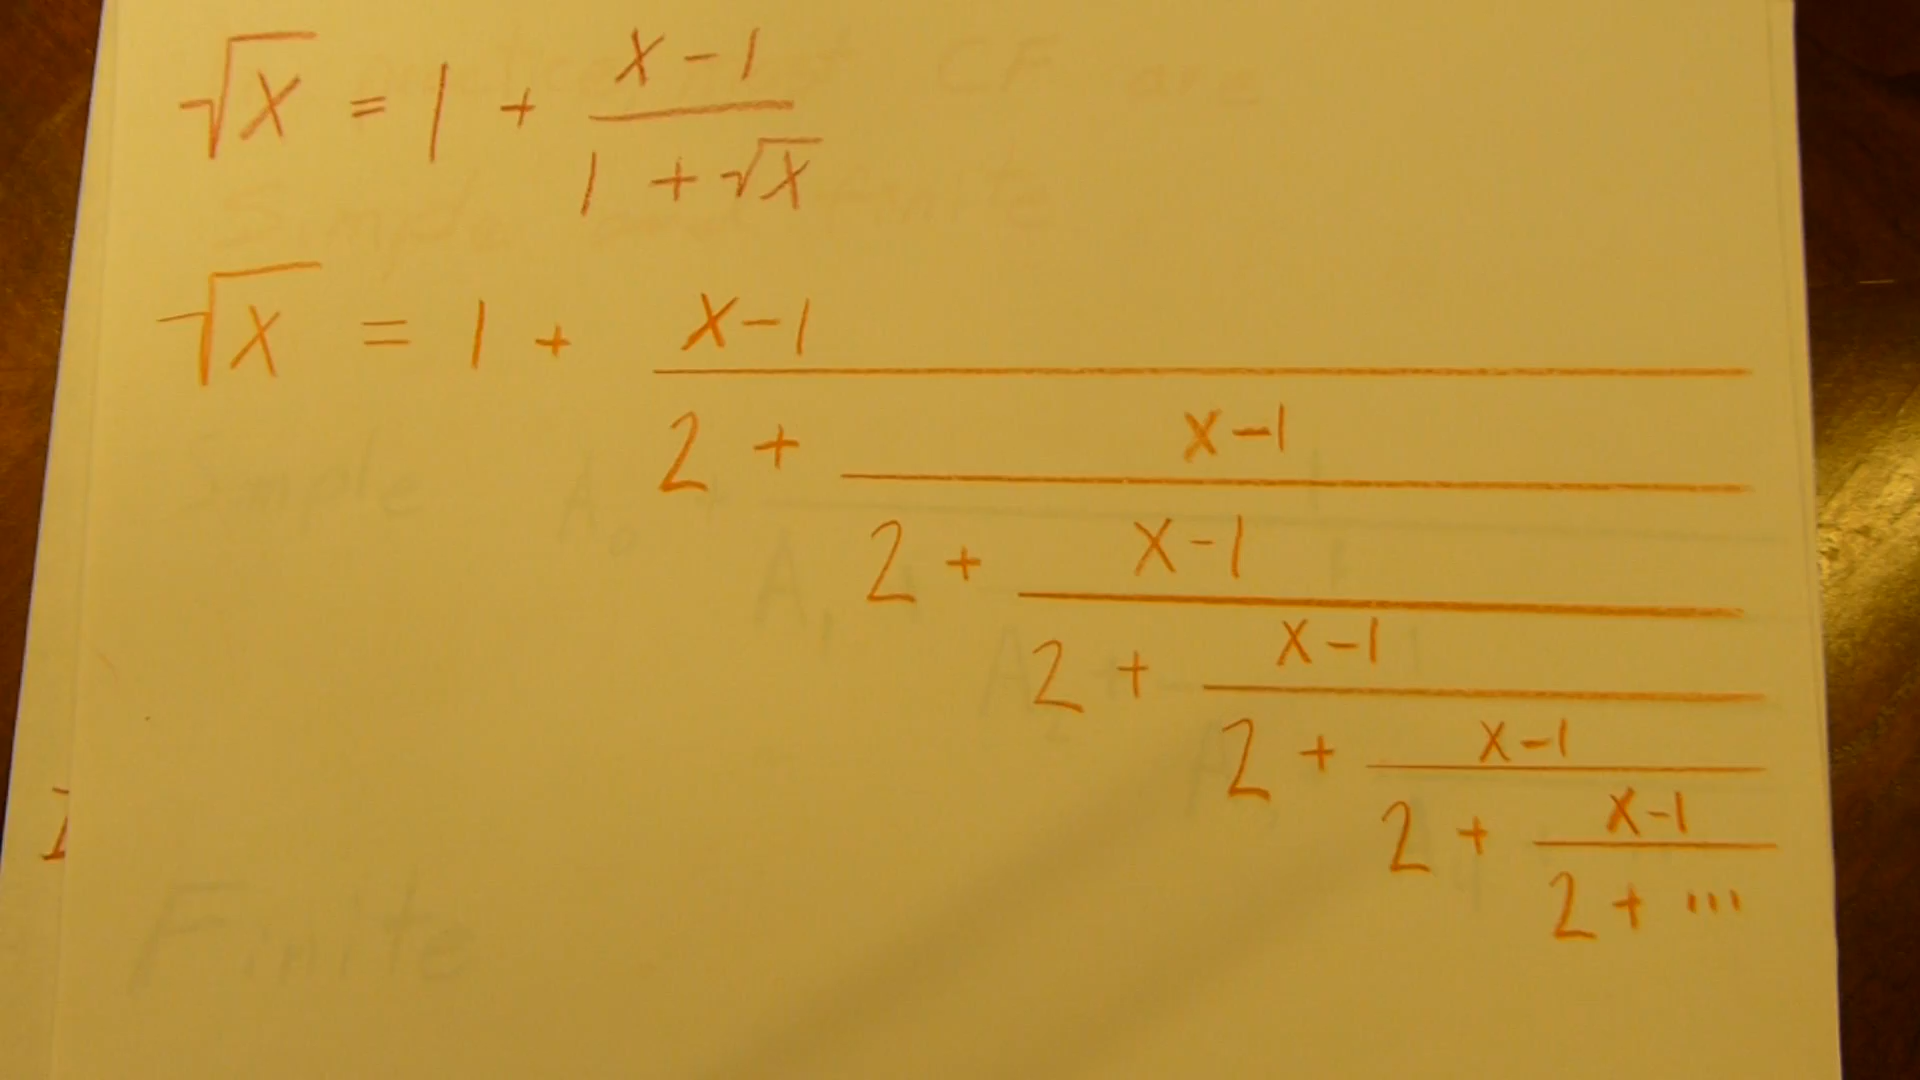 √x = 1 + (x-1)/(1 + √x)
√x = 1 + (x-1)/(2 + (x-1)/(2 + (x-1)/(2 + (x-1)/(2 + (x-1)/(2 + (x-1)/(2 + ...))))))